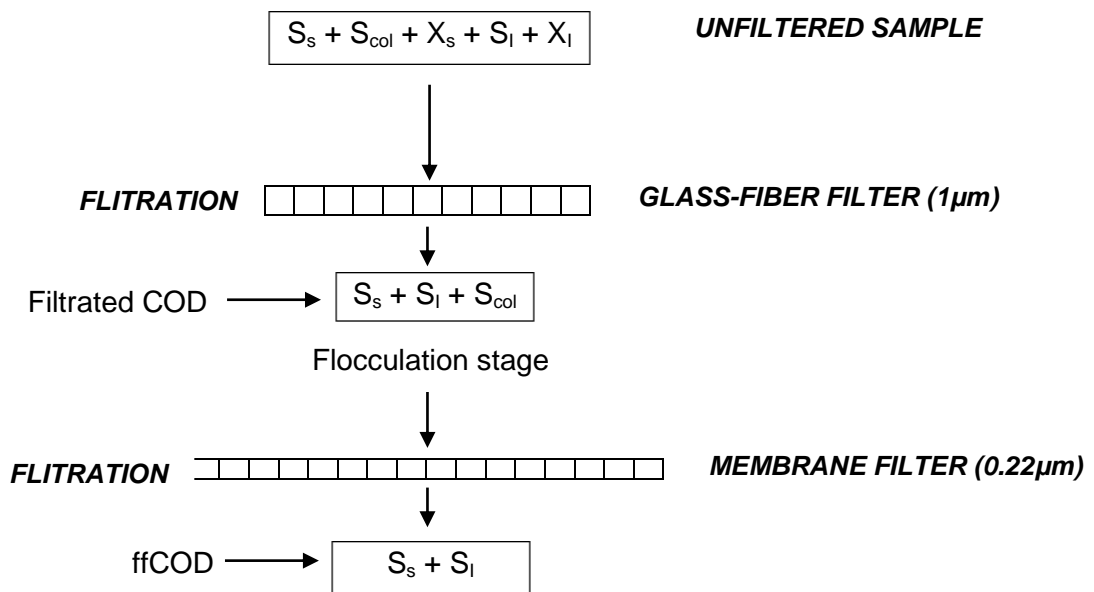 S_s + S_col + X_s + S_I + X_I UNFILTERED SAMPLE
FLITRATION GLASS-FIBER FILTER (1µm)
Filtrated COD S_s + S_I + S_col
Flocculation stage
FLITRATION MEMBRANE FILTER (0.22µm)
ffCOD S_s + S_I